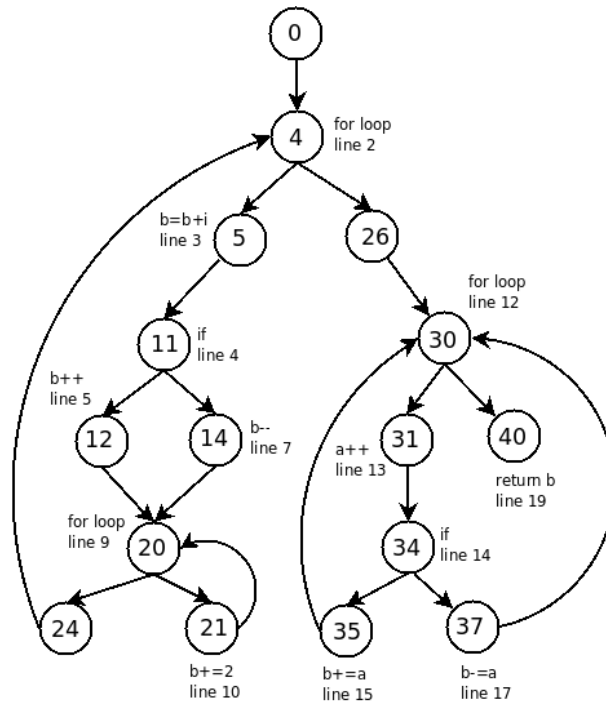 0
4
for loop
line 2
b=b+i
line 3
5
26
for loop
line 12
11
if
line 4
30
b++
line 5
12
14
b--
line 7
a++
line 13
31
40
return b
line 19
for loop
line 9
20
34
if
line 14
24
21
b+=2
line 10
35
b+=a
line 15
37
b-=a
line 17